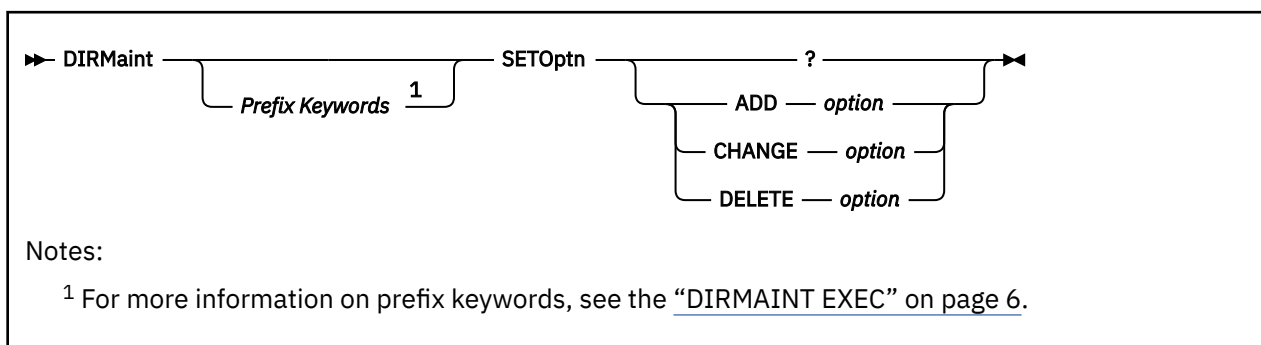 DIRMaint Prefix Keywords 1 SETOptn ?
ADD option
CHANGE option
DELETE option
Notes:
1 For more information on prefix keywords, see the “DIRMAINT EXEC” on page 6.